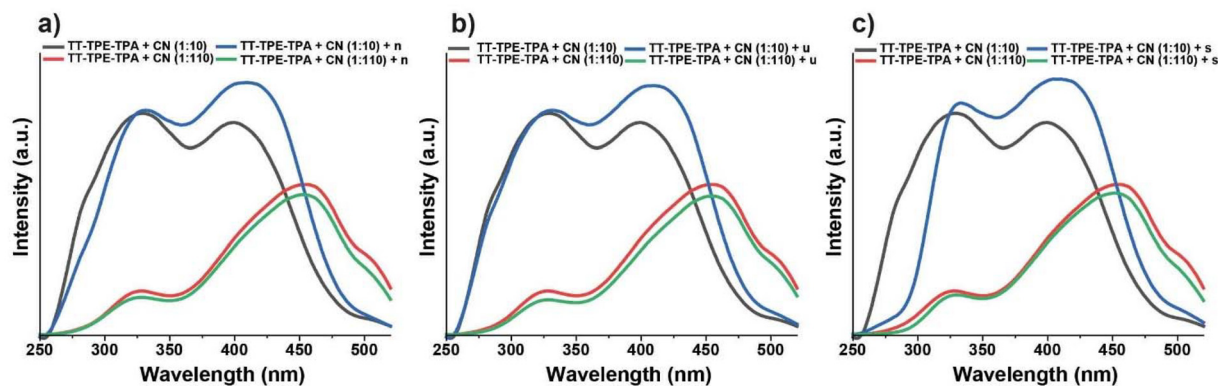 a)
TT-TPE-TPA + CN (1:10) TT-TPE-TPA + CN (1:10) + n
TT-TPE-TPA + CN (1:110) TT-TPE-TPA + CN (1:110) + n
Intensity (a.u.)
250 300 350 400 450 500
Wavelength (nm)
b)
TT-TPE-TPA + CN (1:10) TT-TPE-TPA + CN (1:10) + u
TT-TPE-TPA + CN (1:110) TT-TPE-TPA + CN (1:110) + u
Intensity (a.u.)
250 300 350 400 450 500
Wavelength (nm)
c)
TT-TPE-TPA + CN (1:10) TT-TPE-TPA + CN (1:10) + s
TT-TPE-TPA + CN (1:110) TT-TPE-TPA + CN (1:110) + s
Intensity (a.u.)
250 300 350 400 450 500
Wavelength (nm)